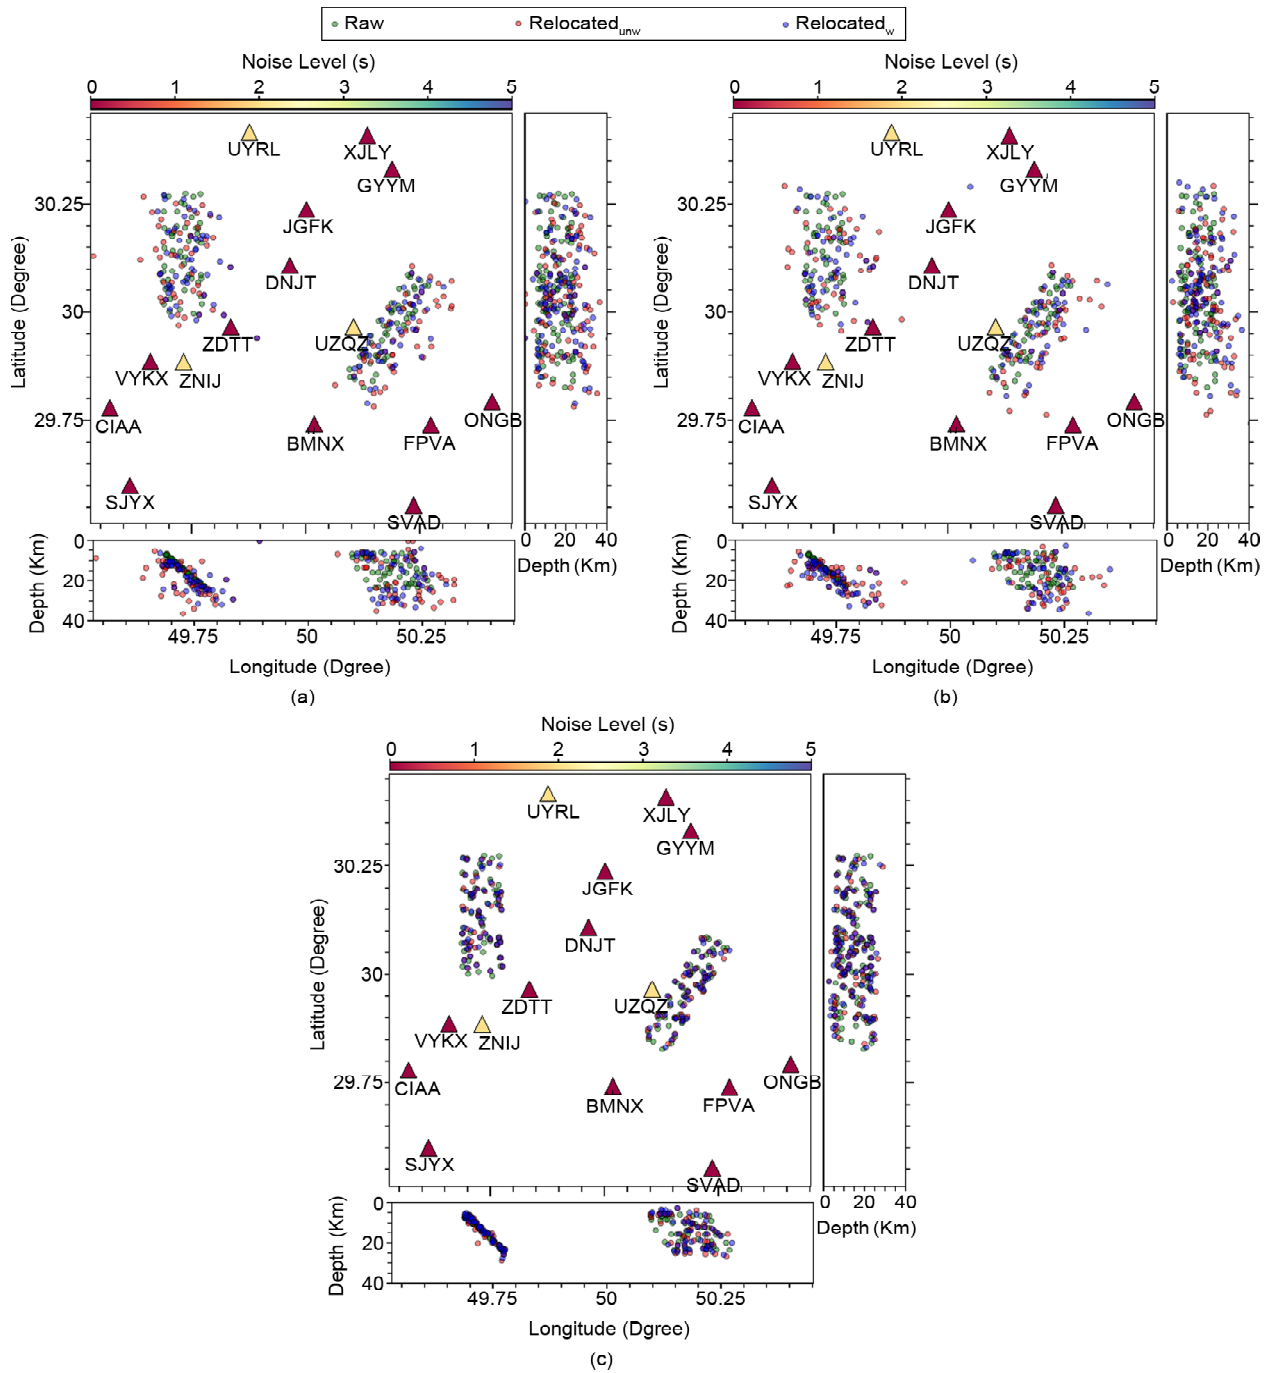 Raw Relocatedunw Relocatedw
Noise Level (s) Noise Level (s)
0 1 2 3 4 5 0 1 2 3 4 5
UYRL XJLY UYRL XJLY
GYYM GYYM
30.25 30.25
JGFK JGFK
DNJT DNJT
Latitude (Degree) Latitude (Degree)
30 30
ZDTT UZQZ ZDTT UZQZ
VYKX ZNIJ VYKX ZNIJ
29.75 29.75
CIAA BMNX FPVA ONGB CIAA BMNX FPVA ONGB
SJYX SJYX
SVAD SVAD
0 20 40 0 20 40
Depth (Km) Depth (Km)
0 20 40 0 20 40
Depth (Km) Depth (Km)
49.75 50 50.25 49.75 50 50.25
Longitude (Dgree) Longitude (Dgree)
(a) (b)
Noise Level (s)
0 1 2 3 4 5
UYRL XJLY
GYYM
30.25
JGFK
DNJT
Latitude (Degree)
30
ZDTT UZQZ
VYKX ZNIJ
29.75
CIAA BMNX FPVA ONGB
SJYX
SVAD
0 20 40
Depth (Km)
0 20 40
Depth (Km)
49.75 50 50.25
Longitude (Dgree)
(c)